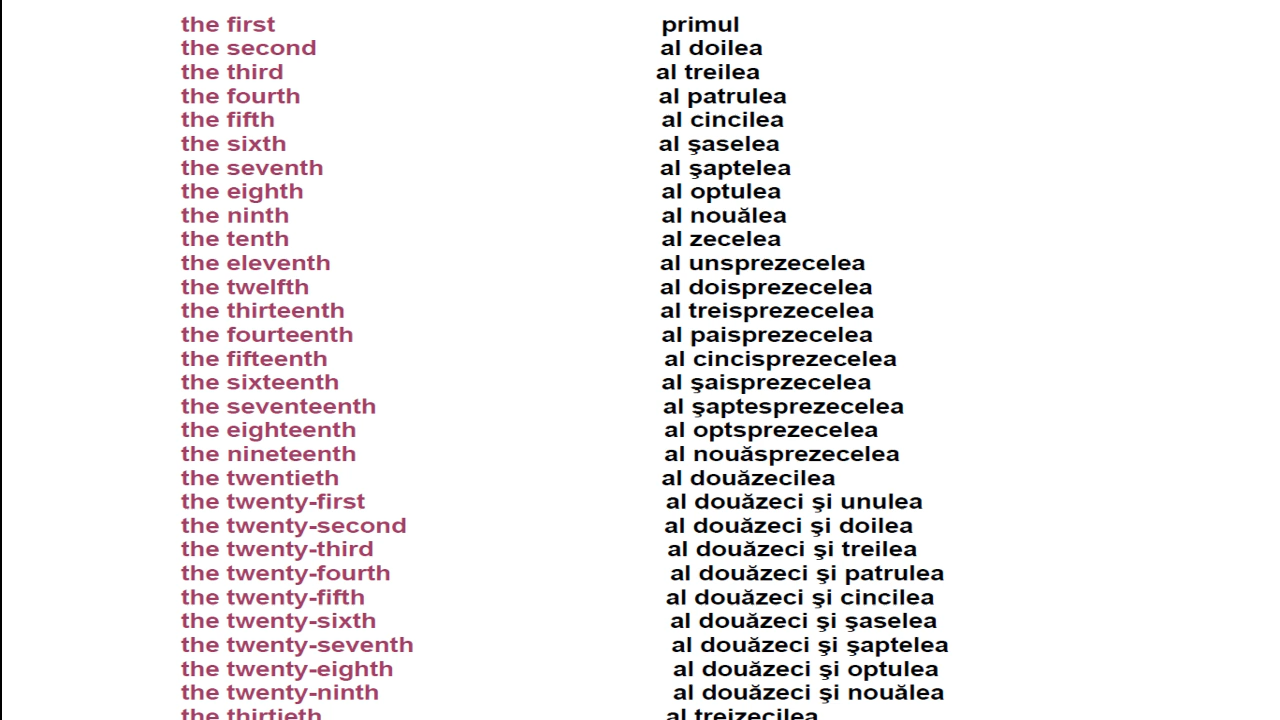 the first primul
the second al doilea
the third al treilea
the fourth al patrulea
the fifth al cincilea
the sixth al şaselea
the seventh al şaptelea
the eighth al optulea
the ninth al nouălea
the tenth al zecelea
the eleventh al unsprezecelea
the twelfth al doisprezecelea
the thirteenth al treisprezecelea
the fourteenth al paisprezecelea
the fifteenth al cincisprezecelea
the sixteenth al şaisprezecelea
the seventeenth al şaptesprezecelea
the eighteenth al optsprezecelea
the nineteenth al nouăsprezecelea
the twentieth al douăzecilea
the twenty-first al douăzeci şi unulea
the twenty-second al douăzeci şi doilea
the twenty-third al douăzeci şi treilea
the twenty-fourth al douăzeci şi patrulea
the twenty-fifth al douăzeci şi cincilea
the twenty-sixth al douăzeci şi şaselea
the twenty-seventh al douăzeci şi şaptelea
the twenty-eighth al douăzeci şi optulea
the twenty-ninth al douăzeci şi nouălea
the thirtieth al treizecilea